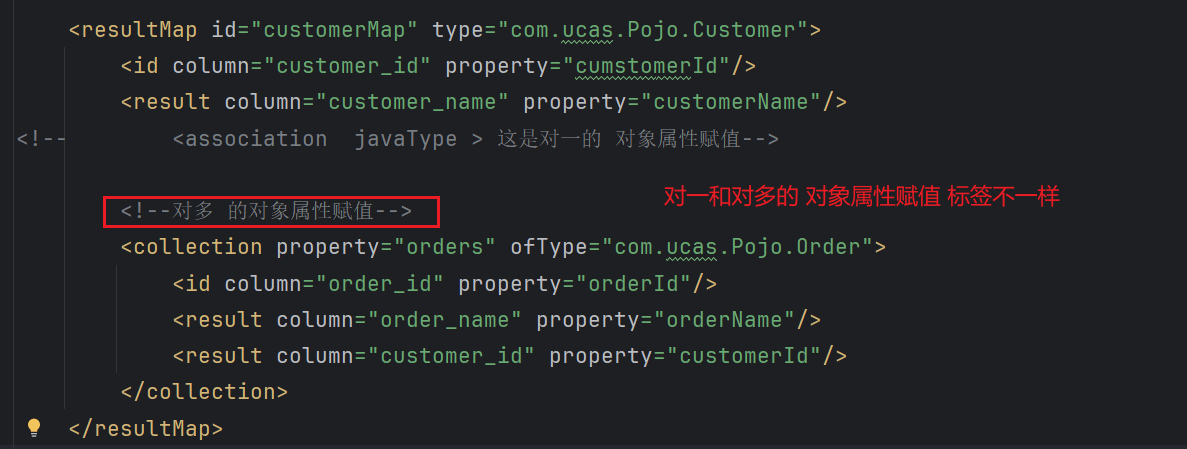 <resultMap id="customerMap" type="com.ucas.Pojo.Customer">
<id column="customer_id" property="cumstomerId"/>
<result column="customer_name" property="customerName"/>
<!-- <association javaType > 这是对一的 对象属性赋值-->
对一和对多的 对象属性赋值 标签不一样
<!--对多 的对象属性赋值-->
<collection property="orders" ofType="com.ucas.Pojo.Order">
<id column="order_id" property="orderId"/>
<result column="order_name" property="orderName"/>
<result column="customer_id" property="customerId"/>
</collection>
</resultMap>